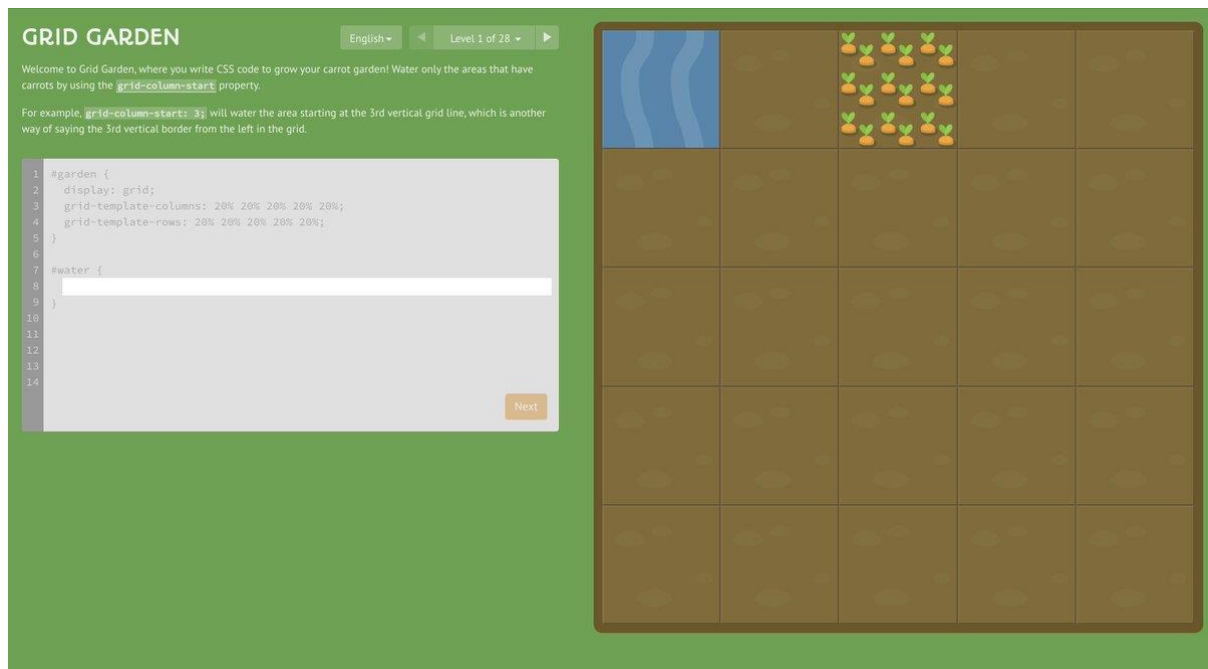 GRID GARDEN
English
Level 1 of 28
Welcome to Grid Garden, where you write CSS code to grow your carrot garden! Water only the areas that have
carrots by using the grid-column-start property.
For example, grid-column-start: 3; will water the area starting at the 3rd vertical grid line, which is another
way of saying the 3rd vertical border from the left in the grid.
1 #garden {
2 display: grid;
3 grid-template-columns: 20% 20% 20% 20% 20%;
4 grid-template-rows: 20% 20% 20% 20% 20%;
5 }
6
7 #water {
8
9 }
10
11
12
13
14
Next